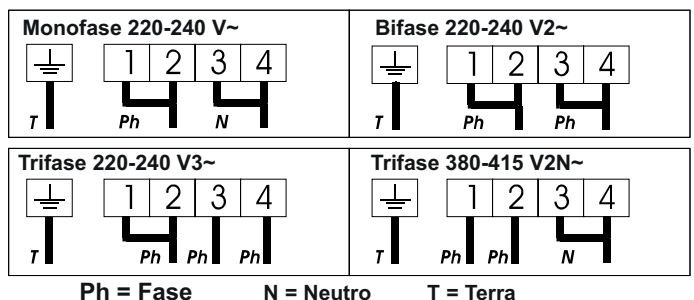 Monofase 220-240 V~
1 2 3 4
T Ph N
Bifase 220-240 V2~
1 2 3 4
T Ph Ph
Trifase 220-240 V3~
1 2 3 4
T Ph Ph Ph
Trifase 380-415 V2N~
1 2 3 4
T Ph Ph N
Ph = Fase N = Neutro T = Terra